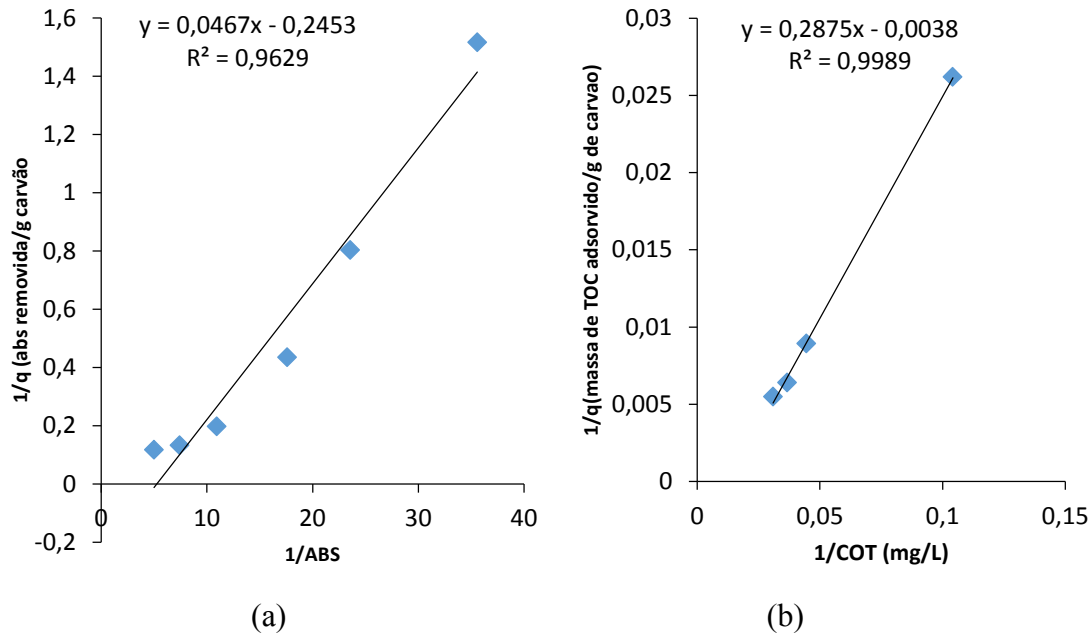 y = 0,0467x - 0,2453
R² = 0,9629
1,6
1,4
1,2
1
0,8
0,6
0,4
0,2
0
-0,2
0
10
20
30
40
1/q (abs removida/g carvão
1/ABS
(a)
y = 0,2875x - 0,0038
R² = 0,9989
0,03
0,025
0,02
0,015
0,01
0,005
0
0
0,05
0,1
0,15
1/q(massa de TOC adsorvido/g de carvao)
1/COT (mg/L)
(b)